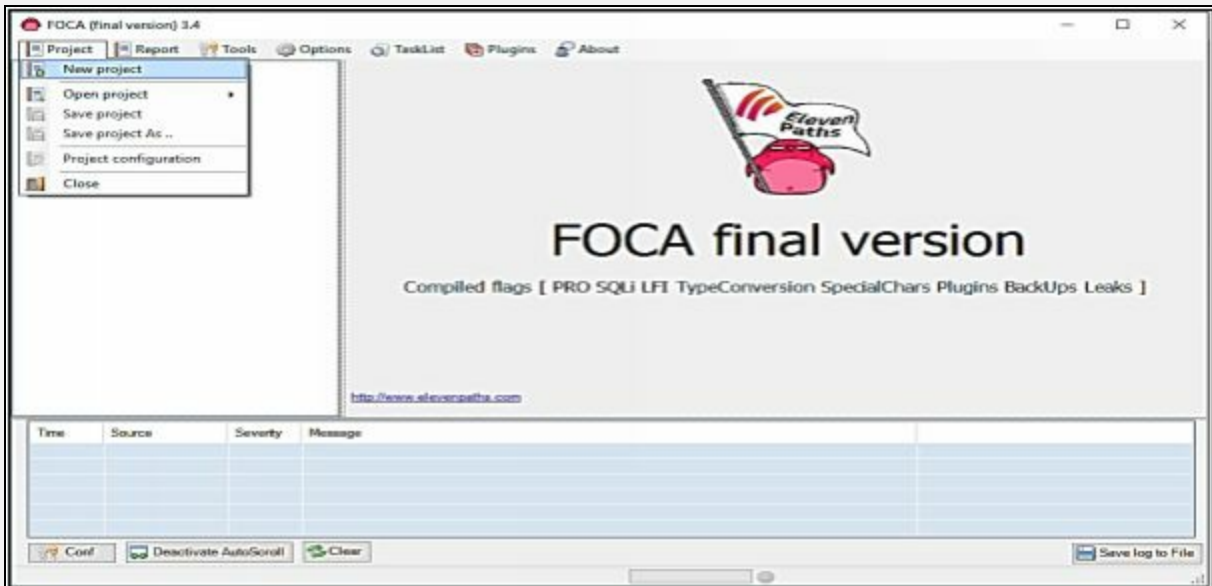 FOCA (final version) 3.4
Project Report Tools Options TaskList Plugins About
New project
Open project
Save project
Save project As ..
Project configuration
Close
Eleven
Paths
FOCA final version
Compiled flags [ PRO SQLi LFI TypeConversion SpecialChars Plugins BackUps Leaks ]
http://www.elevenpaths.com
Time Source Severity Message
Conf Deactivate AutoScroll Clear Save log to File